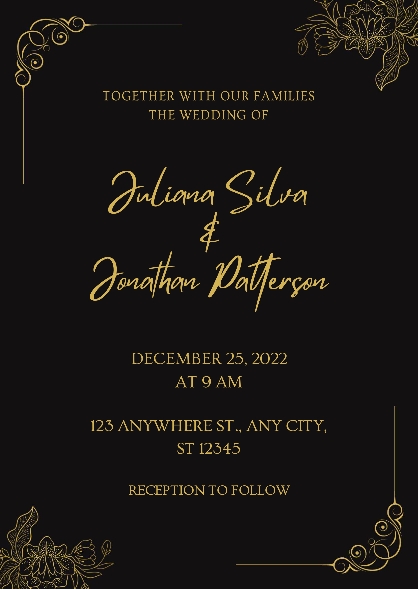 TOGETHER WITH OUR FAMILIES
THE WEDDING OF
Juliana Silva
&
Jonathan Patterson
DECEMBER 25, 2022
AT 9 AM
123 ANYWHERE ST., ANY CITY,
ST 12345
RECEPTION TO FOLLOW